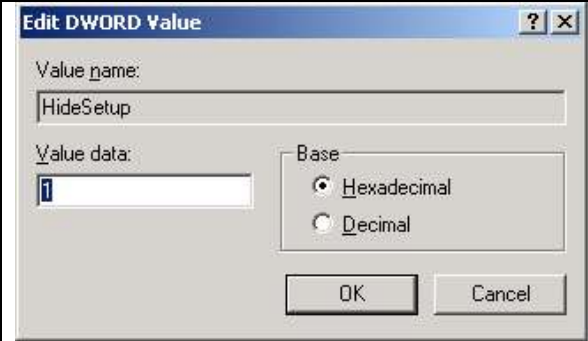 Edit DWORD Value
? X
Value name:
HideSetup
Value data:
1
Base
Hexadecimal
Decimal
OK
Cancel